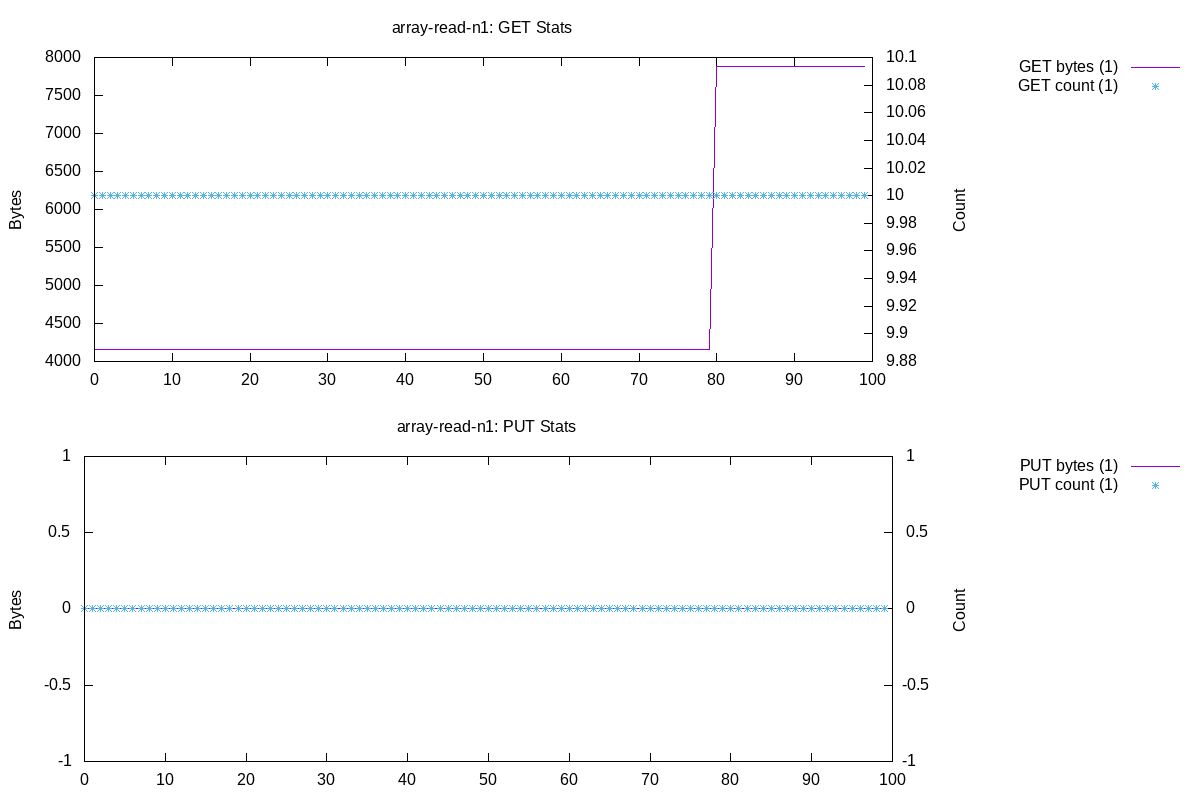 array-read-n1: GET Stats
8000
7500
7000
6500
6000
5500
5000
4500
4000
Bytes
10.1
10.08
10.06
10.04
10.02
10
9.98
9.96
9.94
9.92
9.9
9.88
Count
0 10 20 30 40 50 60 70 80 90 100
GET bytes (1)
GET count (1)
array-read-n1: PUT Stats
1
0.5
0
-0.5
-1
Bytes
1
0.5
0
-0.5
-1
Count
0 10 20 30 40 50 60 70 80 90 100
PUT bytes (1)
PUT count (1)